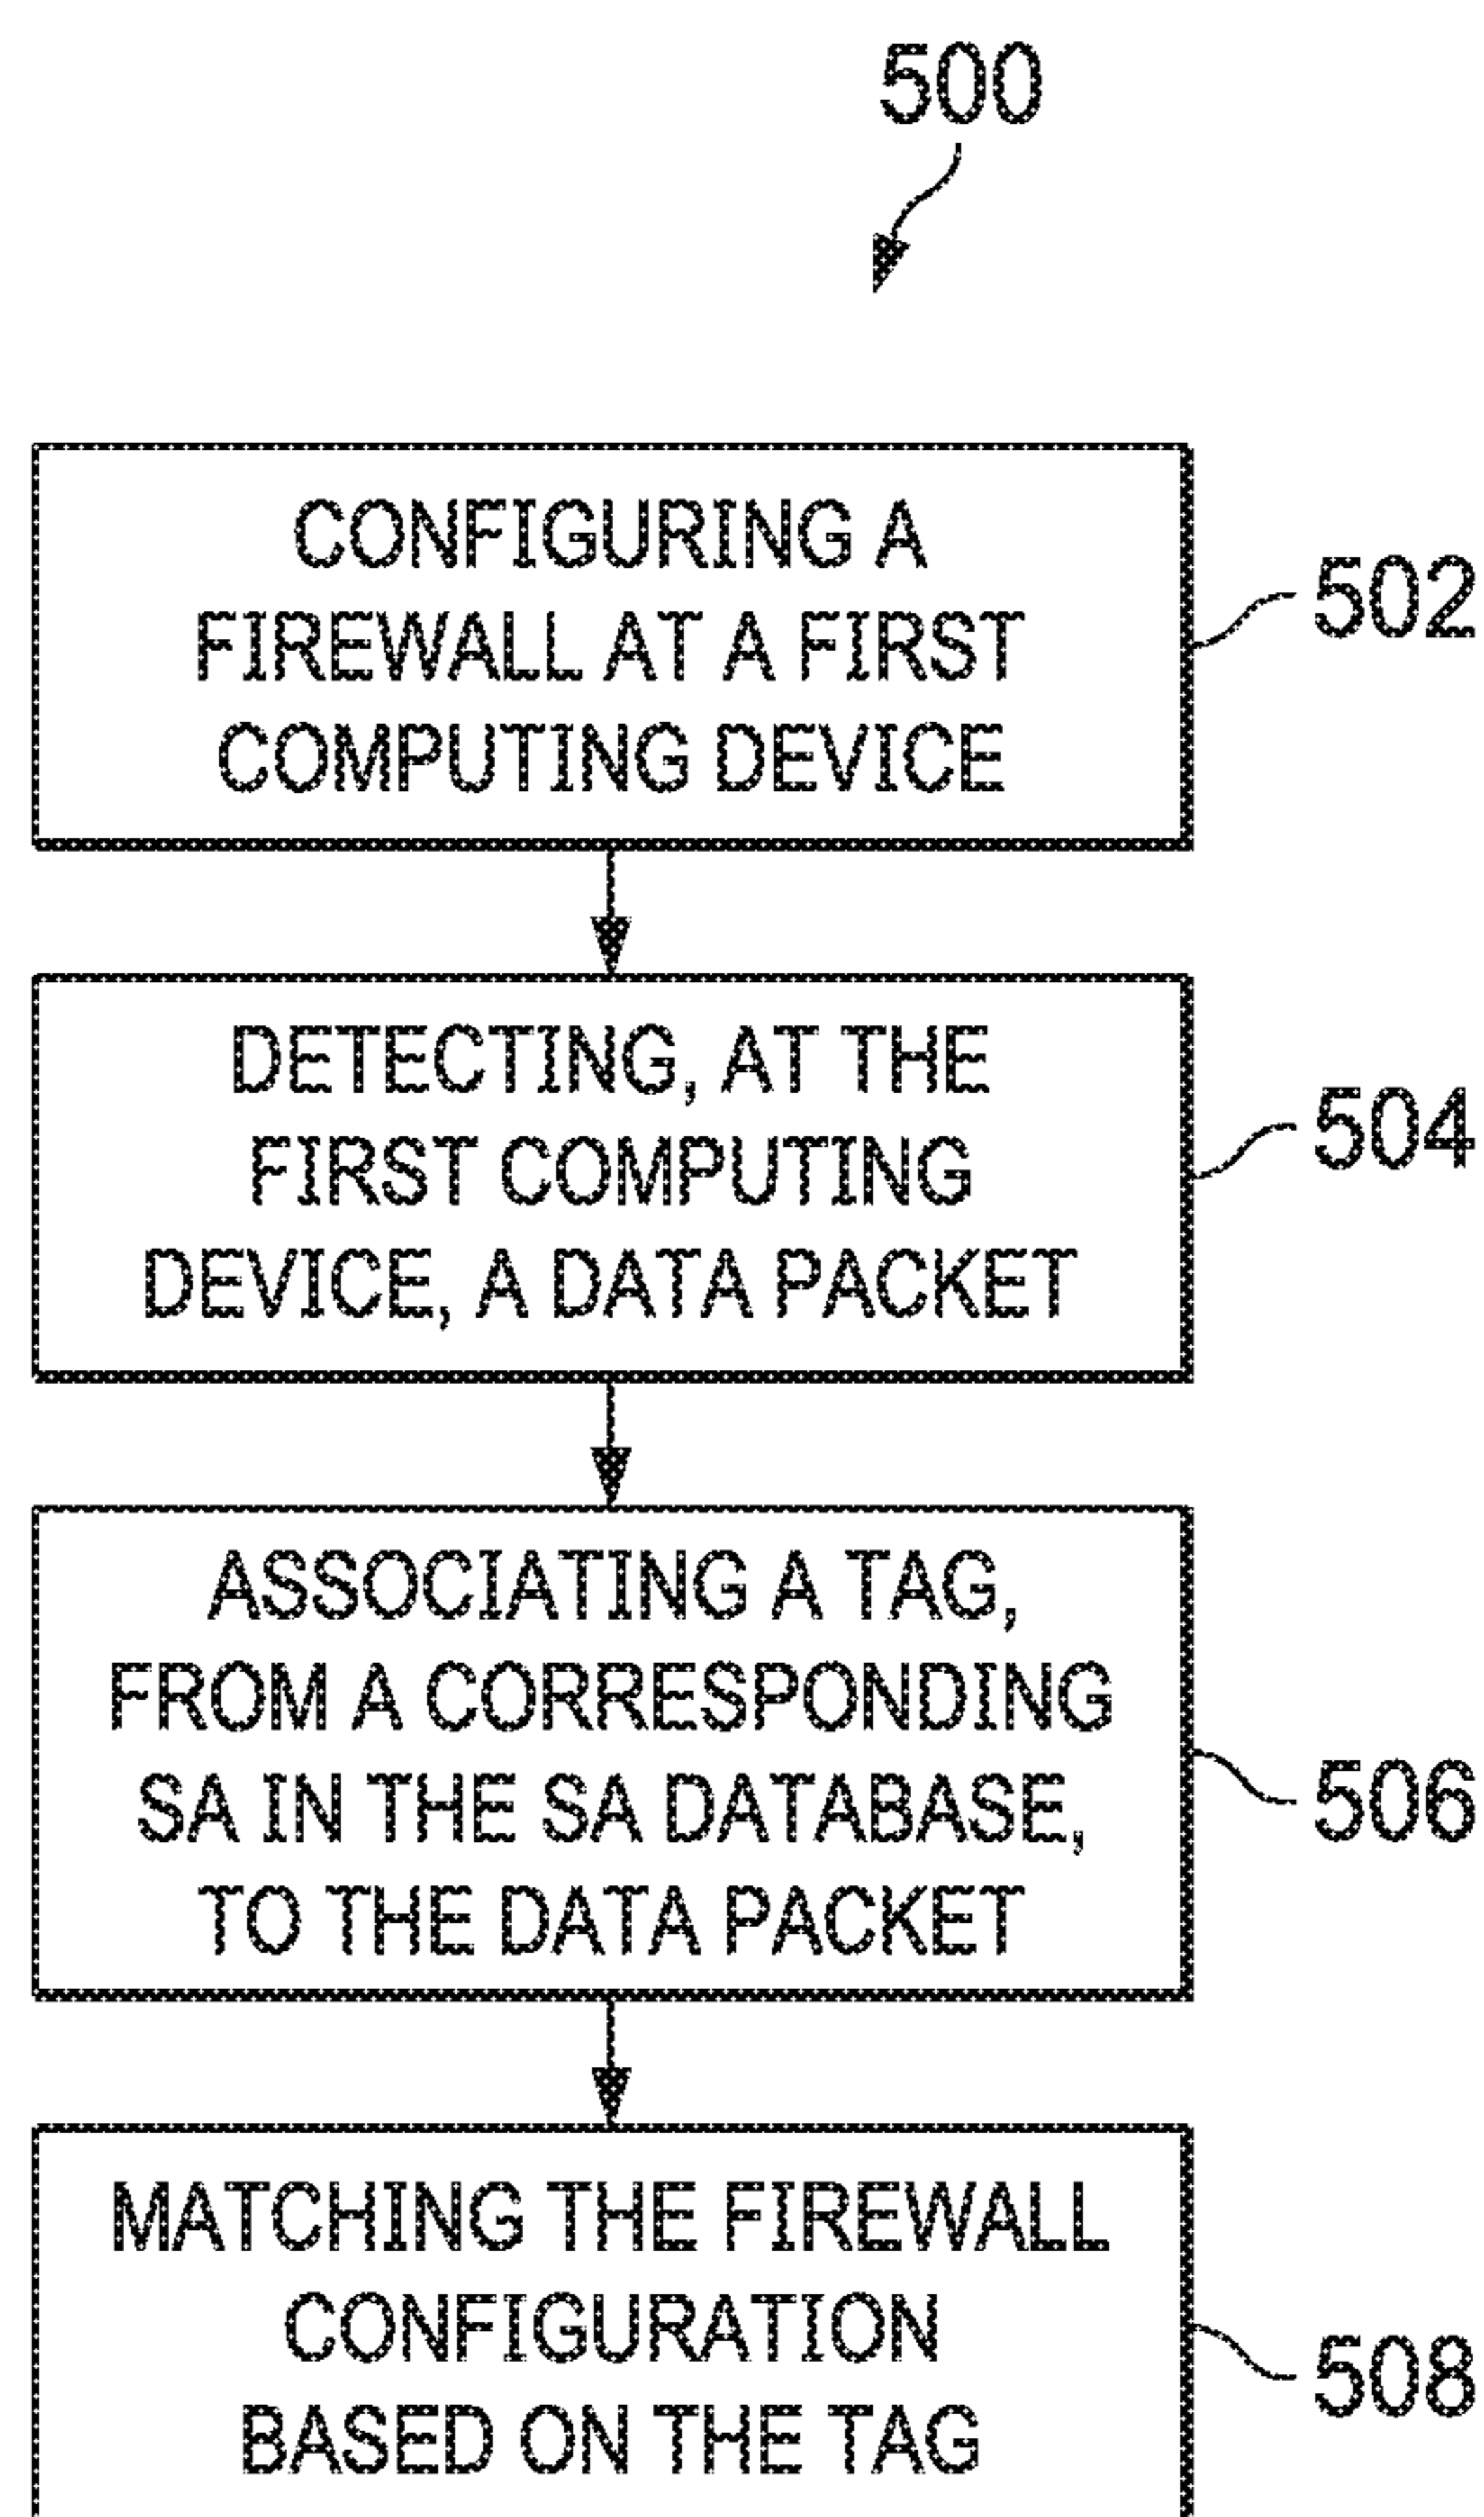 500
CONFIGURING A
FIREWALL AT A FIRST
COMPUTING DEVICE
502
DETECTING, AT THE
FIRST COMPUTING
DEVICE, A DATA PACKET
504
ASSOCIATING A TAG,
FROM A CORRESPONDING
SA IN THE SA DATABASE,
TO THE DATA PACKET
506
MATCHING THE FIREWALL
CONFIGURATION
BASED ON THE TAG
508